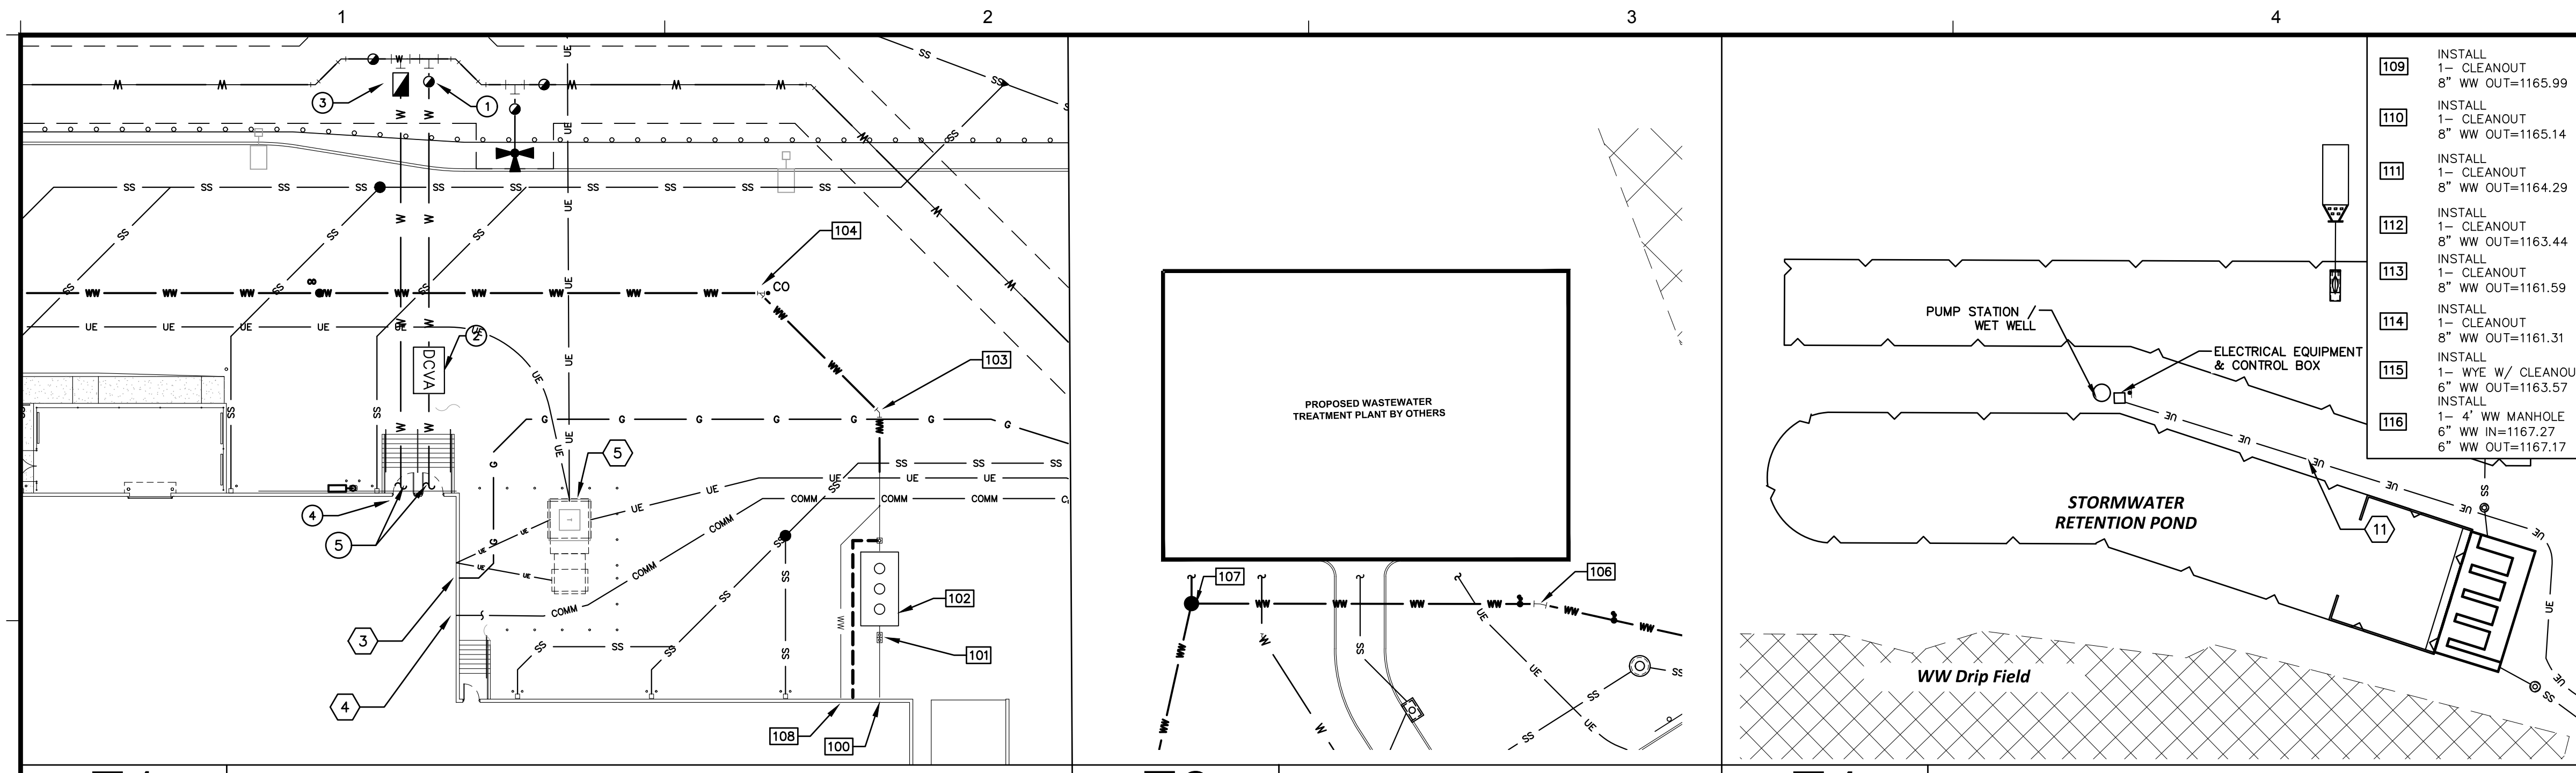 1
2
3
4
3
1
104
CO
103
2
DCVA
5
4
5
3
4
102
101
108
100
W
M
SS
UE
WW
8
G
COMM
PROPOSED WASTEWATER
TREATMENT PLANT BY OTHERS
107
106
PUMP STATION /
WET WELL
ELECTRICAL EQUIPMENT
& CONTROL BOX
STORMWATER
RETENTION POND
11
WW Drip Field
109
INSTALL
1- CLEANOUT
8" WW OUT=1165.99
110
INSTALL
1- CLEANOUT
8" WW OUT=1165.14
111
INSTALL
1- CLEANOUT
8" WW OUT=1164.29
112
INSTALL
1- CLEANOUT
8" WW OUT=1163.44
113
INSTALL
1- CLEANOUT
8" WW OUT=1161.59
114
INSTALL
1- CLEANOUT
8" WW OUT=1161.31
115
INSTALL
1- WYE W/ CLEANOU
6" WW OUT=1163.57
116
INSTALL
1- 4' WW MANHOLE
6" WW IN=1167.27
6" WW OUT=1167.17